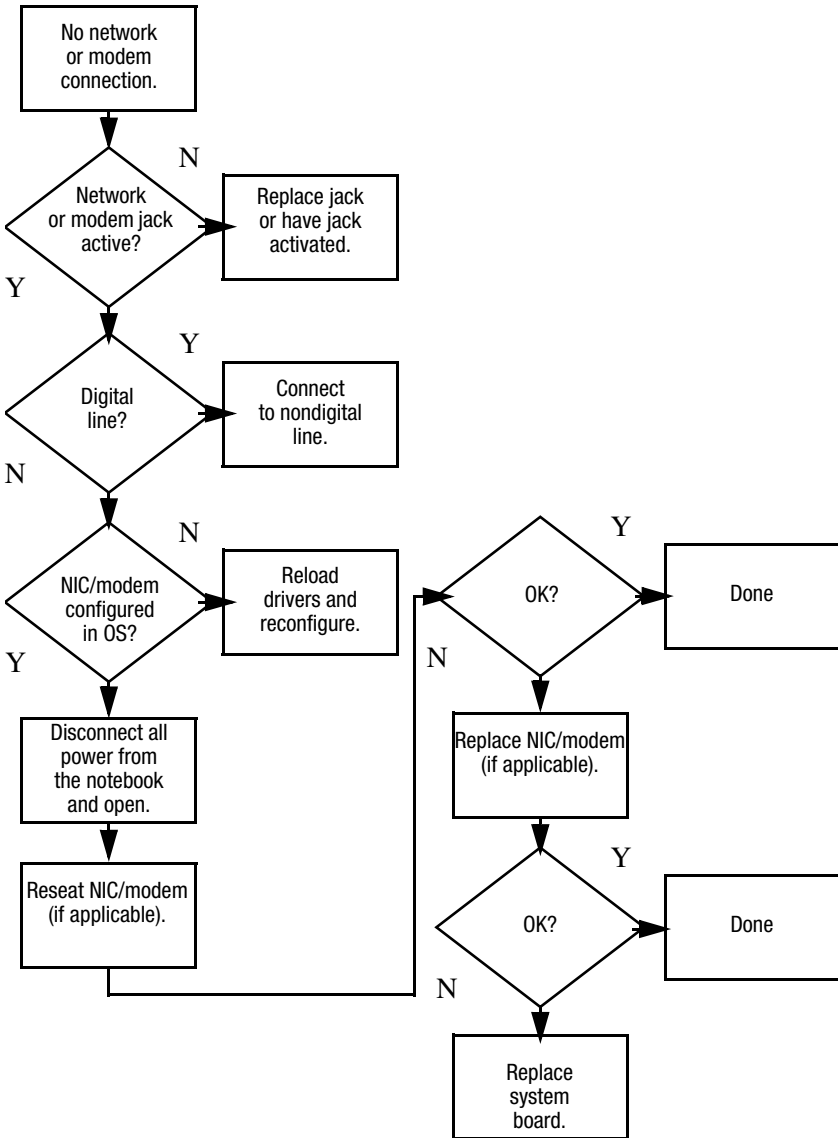 No network
or modem
connection.
N
Network
or modem jack
active?
Replace jack
or have jack
activated.
Y
Y
Digital
line?
Connect
to nondigital
line.
N
N
NIC/modem
configured
in OS?
Reload
drivers and
reconfigure.
Y
Disconnect all
power from
the notebook
and open.
Reseat NIC/modem
(if applicable).
Y
OK?
Done
N
Replace NIC/modem
(if applicable).
Y
OK?
Done
N
Replace
system
board.